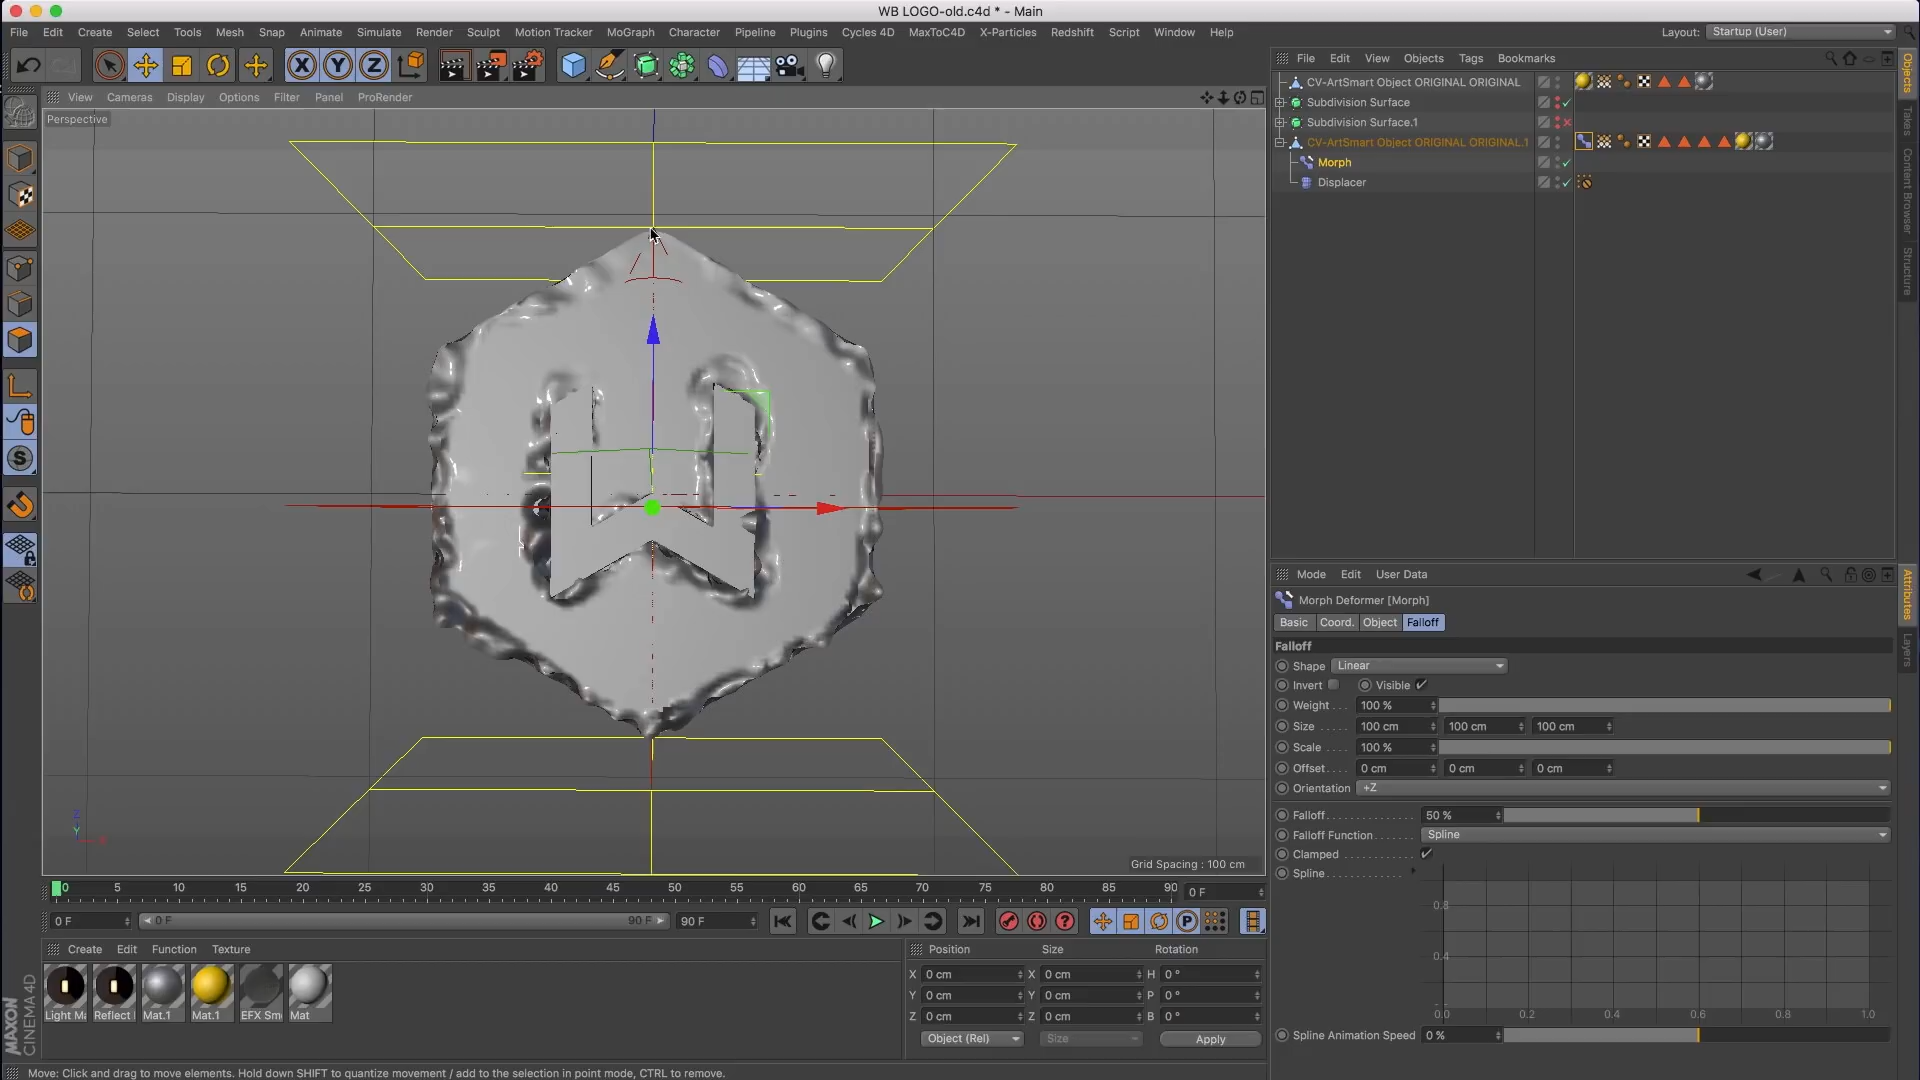 WB LOGO-old.c4d * - Main
File Edit Create Select Tools Mesh Snap Animate Simulate Render Sculpt Motion Tracker MoGraph Character Pipeline Plugins Cycles 4D MaxToC4D X-Particles Redshift Script Window Help
Layout: Startup (User)
View Cameras Display Options Filter Panel ProRender
Perspective
Grid Spacing : 100 cm
File Edit View Objects Tags Bookmarks
CV-ArtSmart Object ORIGINAL ORIGINAL
Subdivision Surface
Subdivision Surface.1
CV-ArtSmart Object ORIGINAL ORIGINAL.1
Morph
Displacer
Objects
Takes
Content Browser
Structure
Mode Edit User Data
Morph Deformer [Morph]
Basic Coord. Object Falloff
Falloff
Shape Linear
Invert Visible
Weight . . . 100 %
Size . . . . . 100 cm 100 cm 100 cm
Scale . . . . 100 %
Offset . . . . 0 cm 0 cm 0 cm
Orientation +Z
Falloff . . . . . . . . . . . . . 50 %
Falloff Function . . . . . . Spline
Clamped . . . . . . . . . . .
Spline . . . . . . . . . . . . .
0.8
0.4
0.0 0.2 0.4 0.6 0.8 1.0
Spline Animation Speed 0 %
Attributes
Layers
0 5 10 15 20 25 30 35 40 45 50 55 60 65 70 75 80 85 90 0 F
0 F 0 F 90 F 90 F
Create Edit Function Texture
Light Ma Reflect Mat.1 Mat.1 EFX Smo Mat
Position Size Rotation
X 0 cm X 0 cm H 0 °
Y 0 cm Y 0 cm P 0 °
Z 0 cm Z 0 cm B 0 °
Object (Rel) Size Apply
MAXON
CINEMA 4D
Move: Click and drag to move elements. Hold down SHIFT to quantize movement / add to the selection in point mode, CTRL to remove.